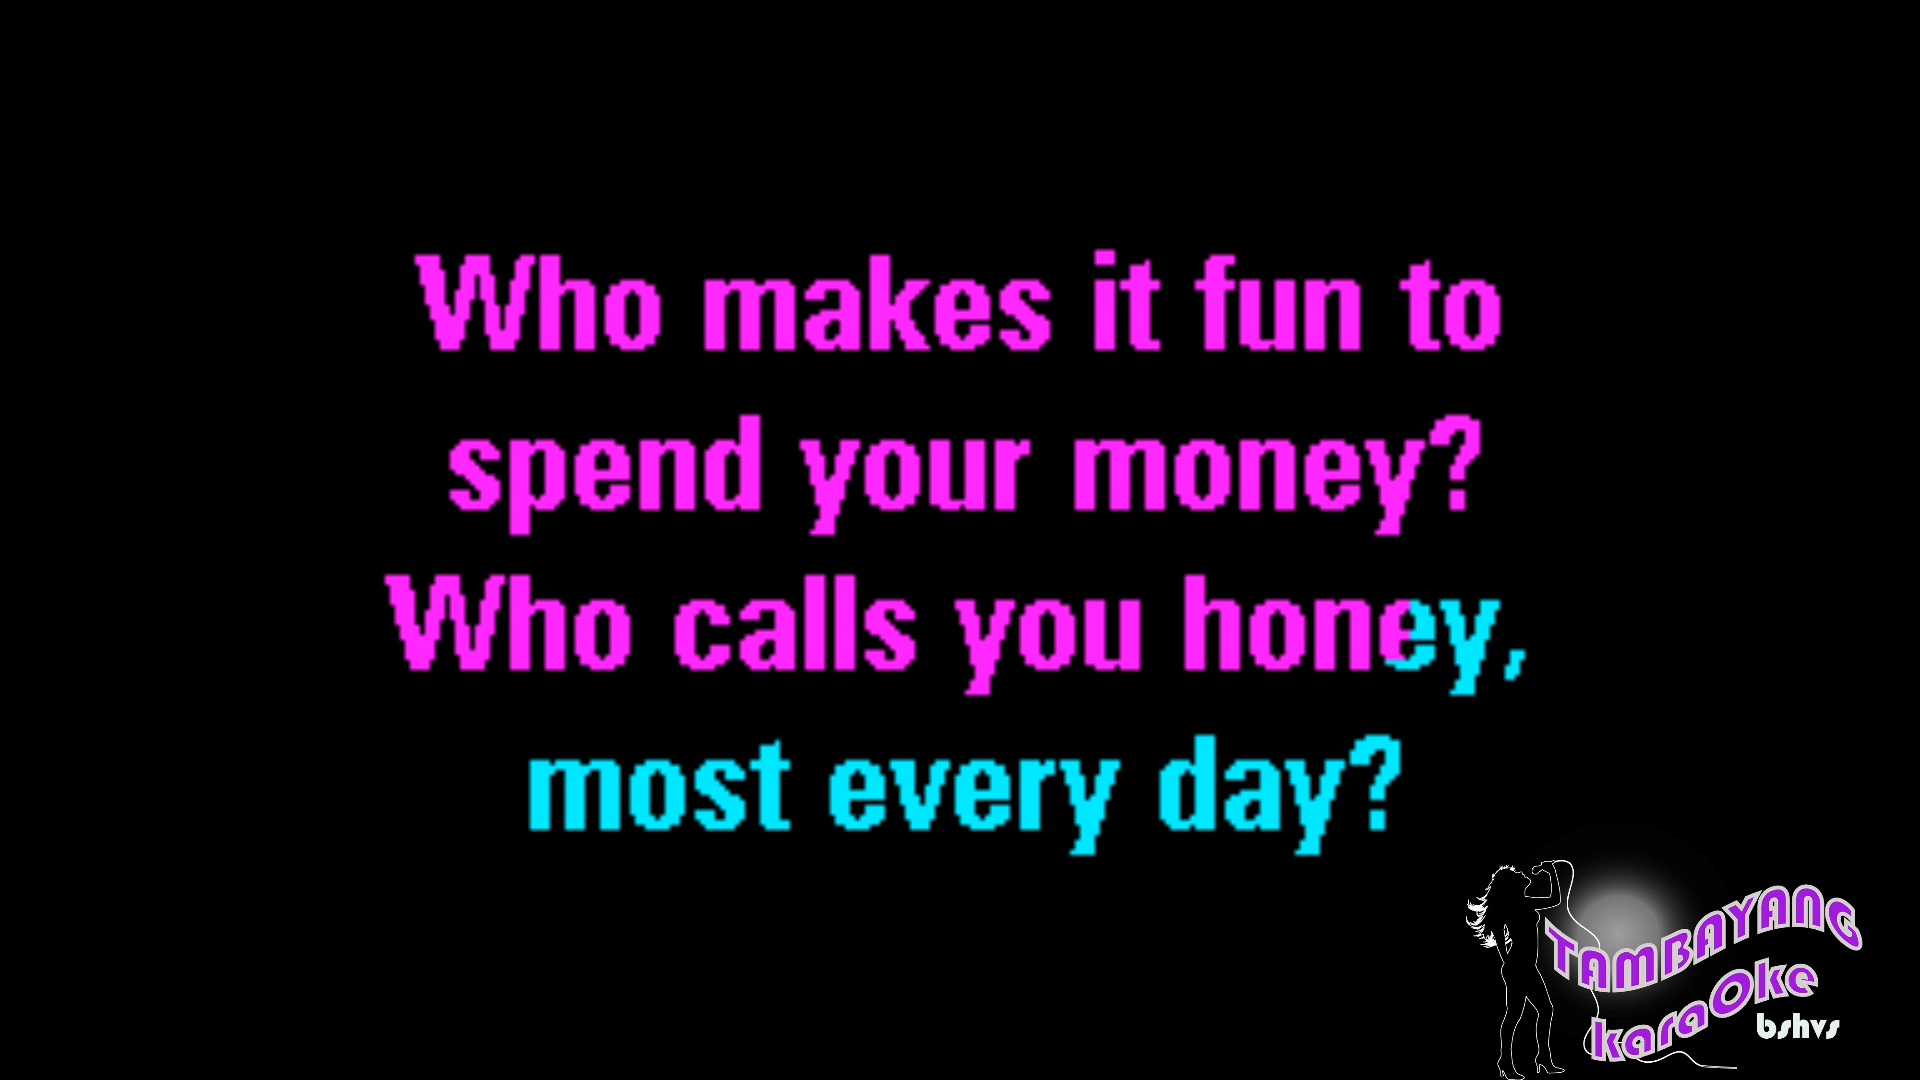 Who makes it fun to
spend your money?
Who calls you honey,
most every day?
TAMBAYANG
karaOke
bshvs